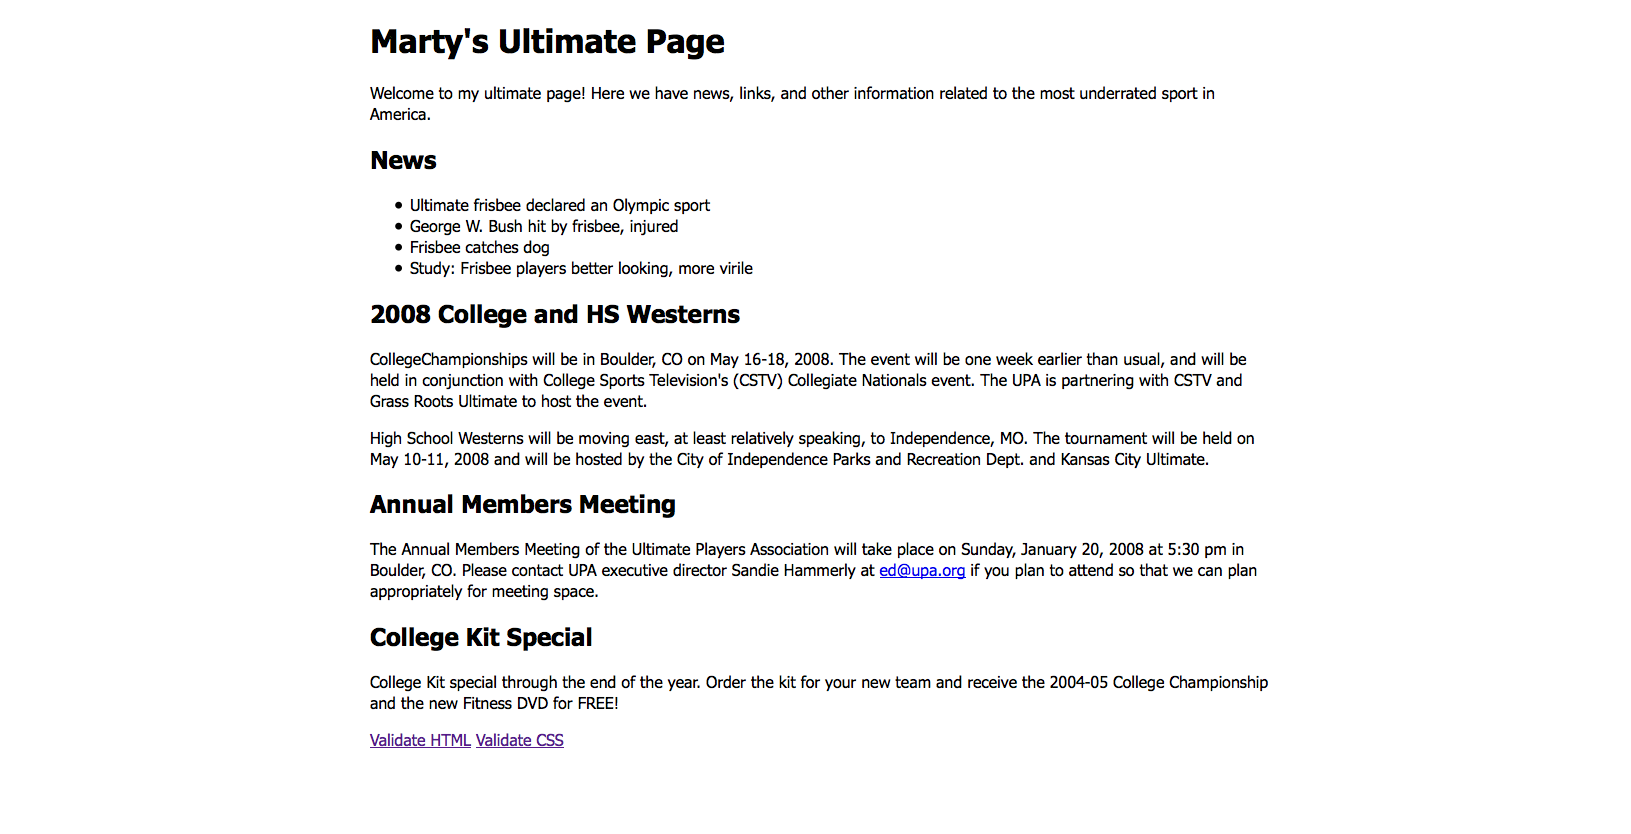 Marty's Ultimate Page
Welcome to my ultimate page! Here we have news, links, and other information related to the most underrated sport in
America.
News
• Ultimate frisbee declared an Olympic sport
• George W. Bush hit by frisbee, injured
• Frisbee catches dog
• Study: Frisbee players better looking, more virile
2008 College and HS Westerns
CollegeChampionships will be in Boulder, CO on May 16-18, 2008. The event will be one week earlier than usual, and will be
held in conjunction with College Sports Television's (CSTV) Collegiate Nationals event. The UPA is partnering with CSTV and
Grass Roots Ultimate to host the event.
High School Westerns will be moving east, at least relatively speaking, to Independence, MO. The tournament will be held on
May 10-11, 2008 and will be hosted by the City of Independence Parks and Recreation Dept. and Kansas City Ultimate.
Annual Members Meeting
The Annual Members Meeting of the Ultimate Players Association will take place on Sunday, January 20, 2008 at 5:30 pm in
Boulder, CO. Please contact UPA executive director Sandie Hammerly at ed@upa.org if you plan to attend so that we can plan
appropriately for meeting space.
College Kit Special
College Kit special through the end of the year. Order the kit for your new team and receive the 2004-05 College Championship
and the new Fitness DVD for FREE!
Validate HTML Validate CSS